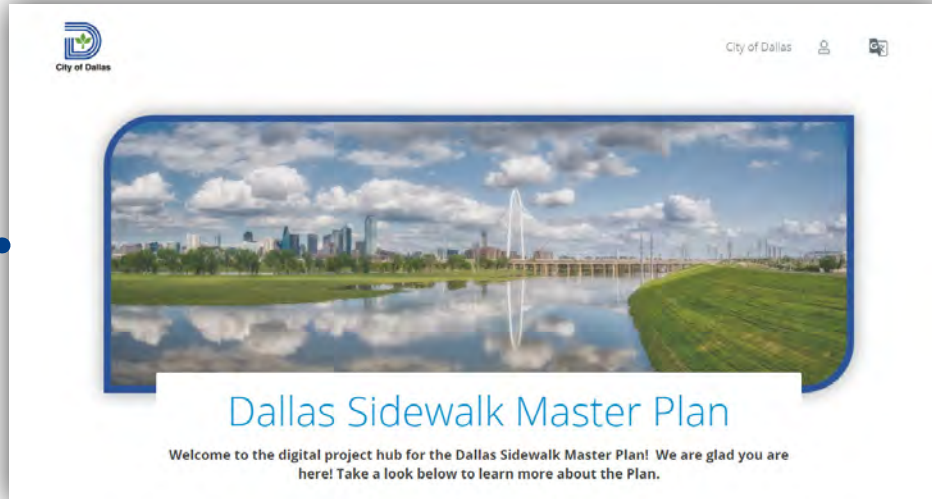 City of Dallas
City of Dallas
Dallas Sidewalk Master Plan
Welcome to the digital project hub for the Dallas Sidewalk Master Plan!  We are glad you are
here! Take a look below to learn more about the Plan.